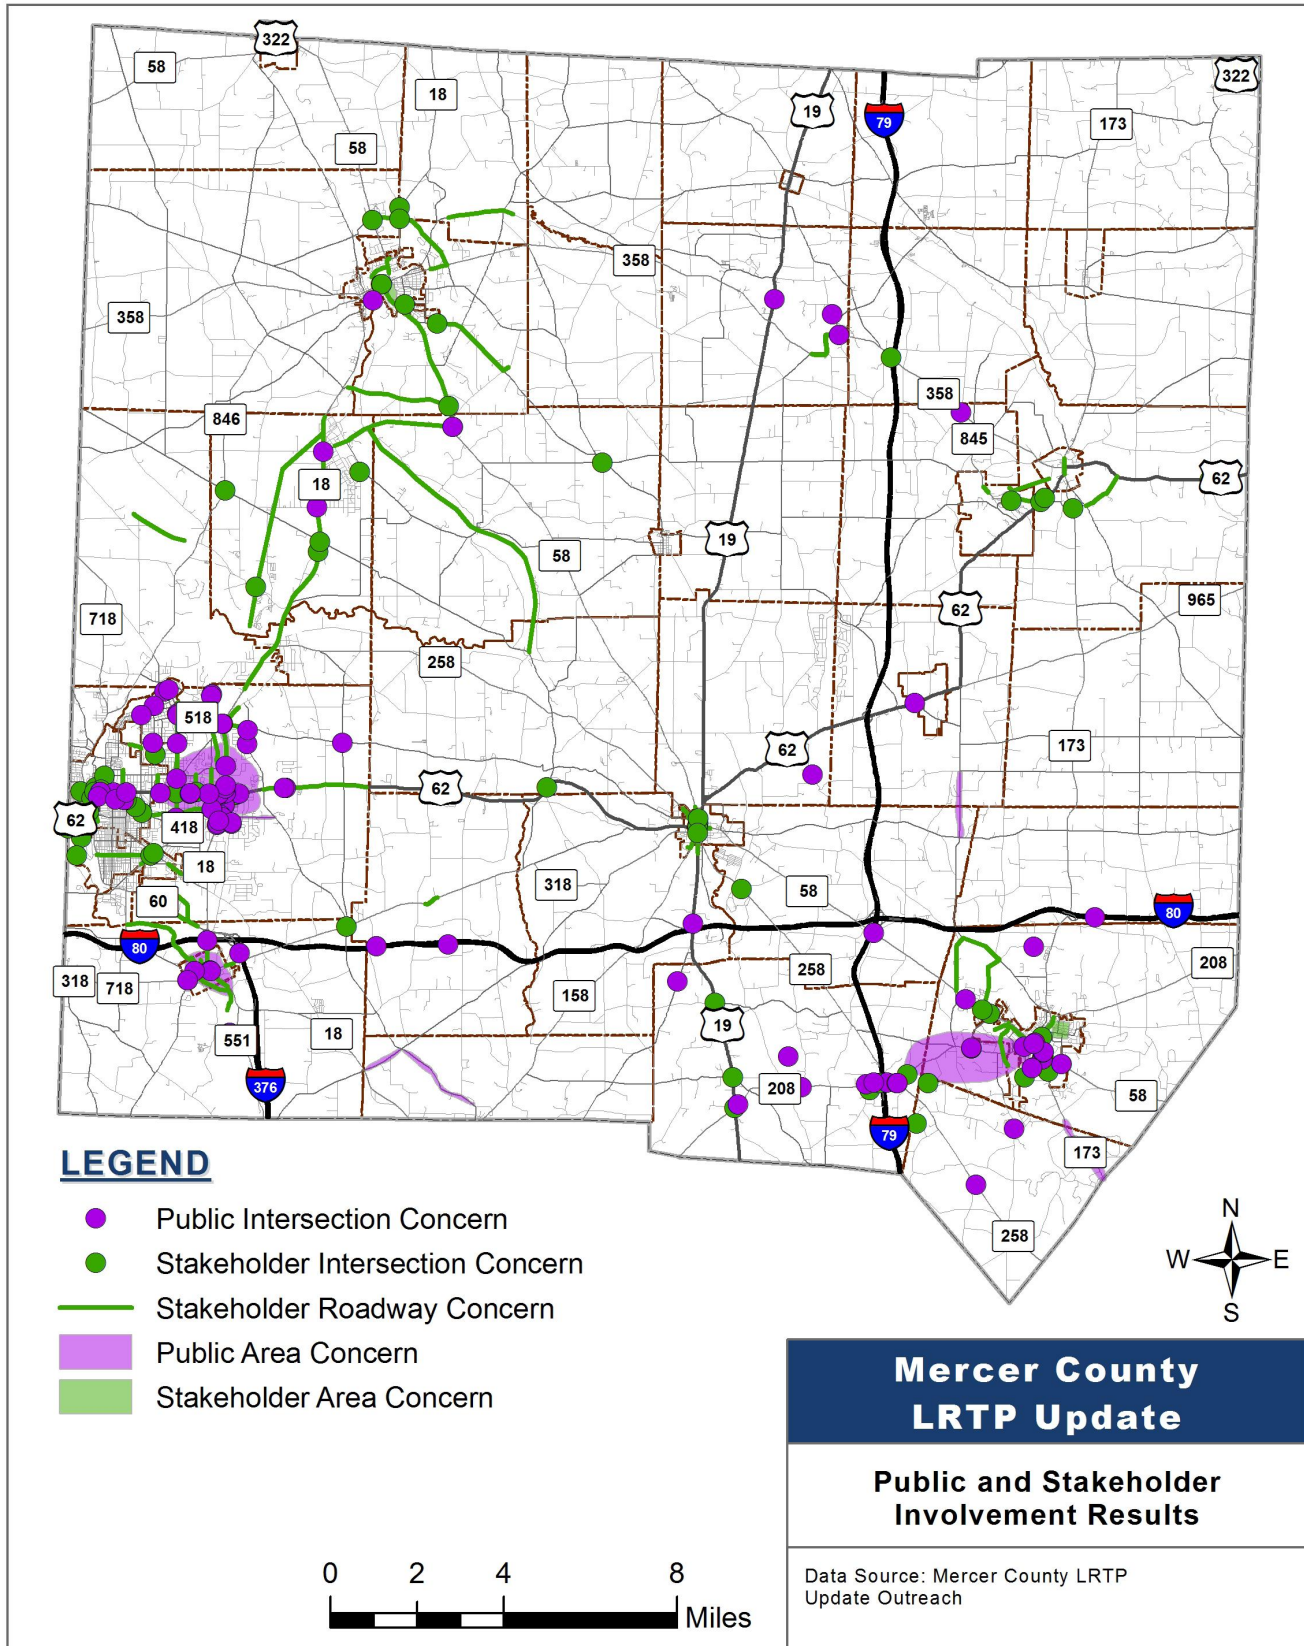 322
58
18
19
79
322
173
58
358
358
846
358
845
18
62
19
58
62
965
718
258
518
62
173
62
62
418
18
318
58
60
80
80
318
718
258
208
158
551
18
19
376
208
58
79
173
258
LEGEND
Public Intersection Concern
Stakeholder Intersection Concern
Stakeholder Roadway Concern
Public Area Concern
Stakeholder Area Concern
N
W E
S
Mercer County
LRTP Update
Public and Stakeholder
Involvement Results
Data Source: Mercer County LRTP
Update Outreach
0 2 4 8
Miles